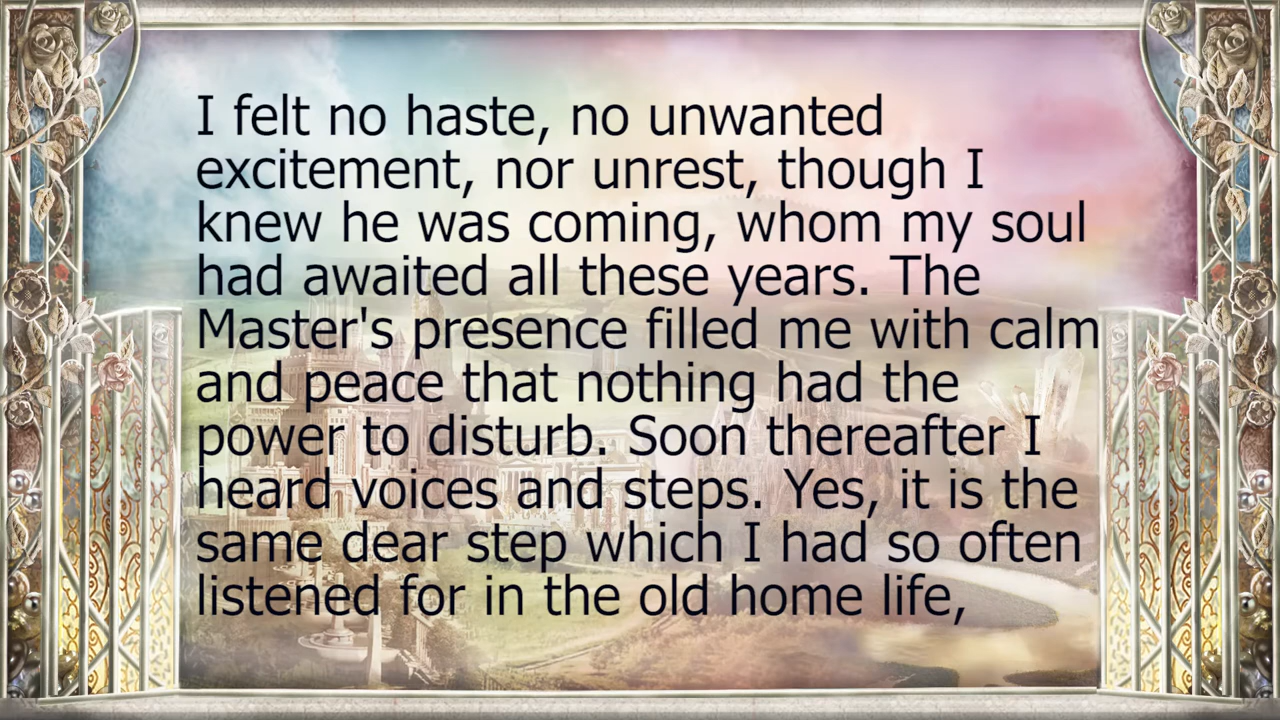 I felt no haste, no unwanted
excitement, nor unrest, though I
knew he was coming, whom my soul
had awaited all these years. The
Master's presence filled me with calm
and peace that nothing had the
power to disturb. Soon thereafter I
heard voices and steps. Yes, it is the
same dear step which I had so often
listened for in the old home life,